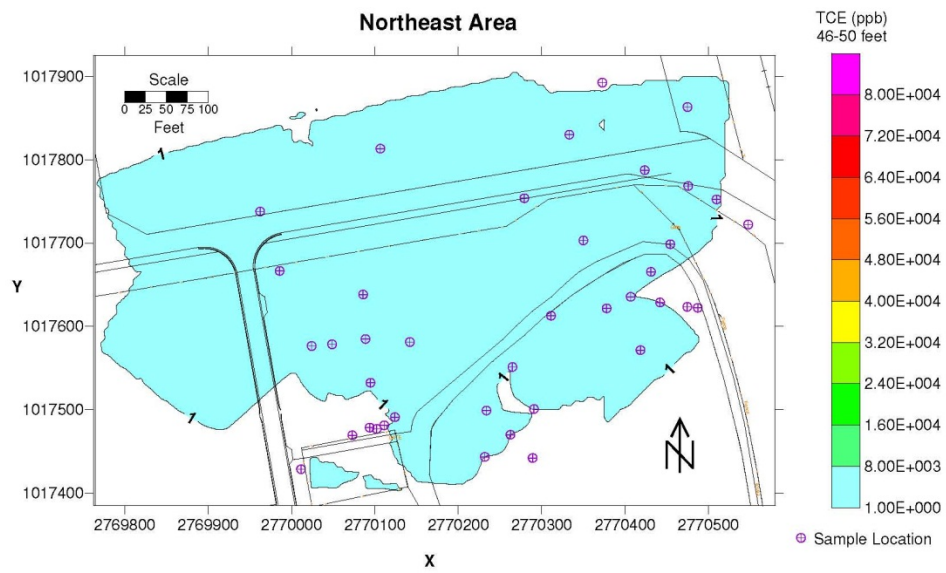 Northeast Area
TCE (ppb)
46-50 feet
Scale
0 25 50 75 100
Feet
1017900
1017800
1017700
1017600
1017500
1017400
Y
1
1
1
1
1
1
N
2769800 2769900 2770000 2770100 2770200 2770300 2770400 2770500
X
8.00E+004
7.20E+004
6.40E+004
5.60E+004
4.80E+004
4.00E+004
3.20E+004
2.40E+004
1.60E+004
8.00E+003
1.00E+000
Sample Location